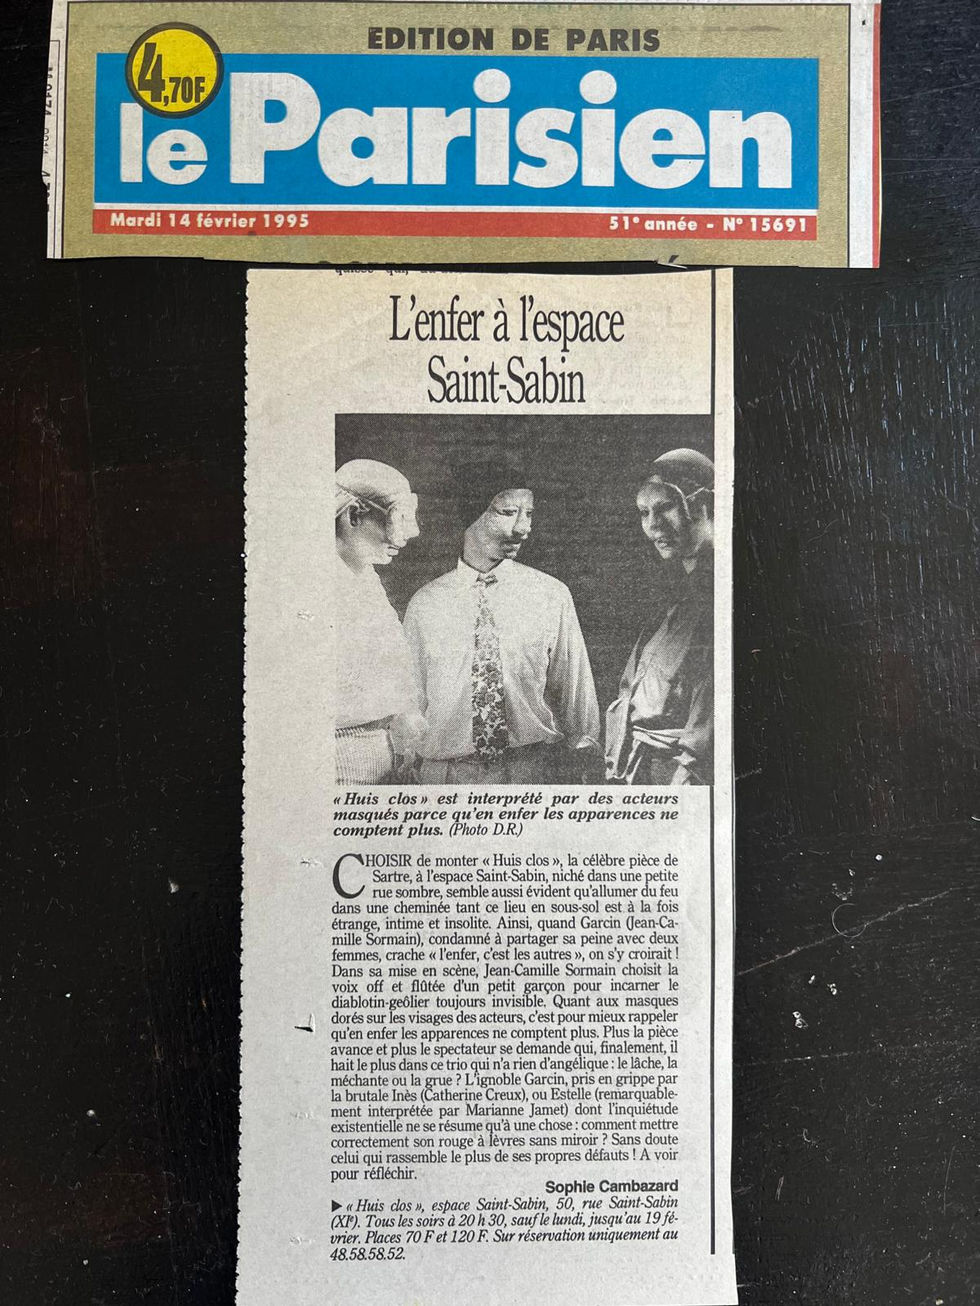 EDITION DE PARIS
4,70F
le Parisien
Mardi 14 février 1995
51e année - N° 15691
L'enfer à l'espace
Saint-Sabin
« Huis clos » est interprété par des acteurs
masqués parce qu'en enfer les apparences ne
comptent plus. (Photo D.R.)
CHOISIR de monter « Huis clos », la célèbre pièce de
Sartre, à l'espace Saint-Sabin, niché dans une petite
rue sombre, semble aussi évident qu'allumer du feu
dans une cheminée tant ce lieu en sous-sol est à la fois
étrange, intime et insolite. Ainsi, quand Garcin (Jean-Ca-
mille Sormain), condamné à partager sa peine avec deux
femmes, crache « l'enfer, c'est les autres », on s'y croirait !
Dans sa mise en scène, Jean-Camille Sormain choisit la
voix off et flûtée d'un petit garçon pour incarner le
diablotin-geôlier toujours invisible. Quant aux masques
dorés sur les visages des acteurs, c'est pour mieux rappeler
qu'en enfer les apparences ne comptent plus. Plus la pièce
avance et plus le spectateur se demande qui, finalement, il
hait le plus dans ce trio qui n'a rien d'angélique : le lâche, la
méchante ou la grue ? L'ignoble Garcin, pris en grippe par
la brutale Inès (Catherine Creux), ou Estelle (remarquable-
ment interprétée par Marianne Jamet) dont l'inquiétude
existentielle ne se résume qu'à une chose : comment mettre
correctement son rouge à lèvres sans miroir ? Sans doute
celui qui rassemble le plus de ses propres défauts ! A voir
pour réfléchir.
Sophie Cambazard
▶ « Huis clos », espace Saint-Sabin, 50, rue Saint-Sabin
(XIe). Tous les soirs à 20 h 30, sauf le lundi, jusqu'au 19 fé-
vrier. Places 70 F et 120 F. Sur réservation uniquement au
48.58.58.52.